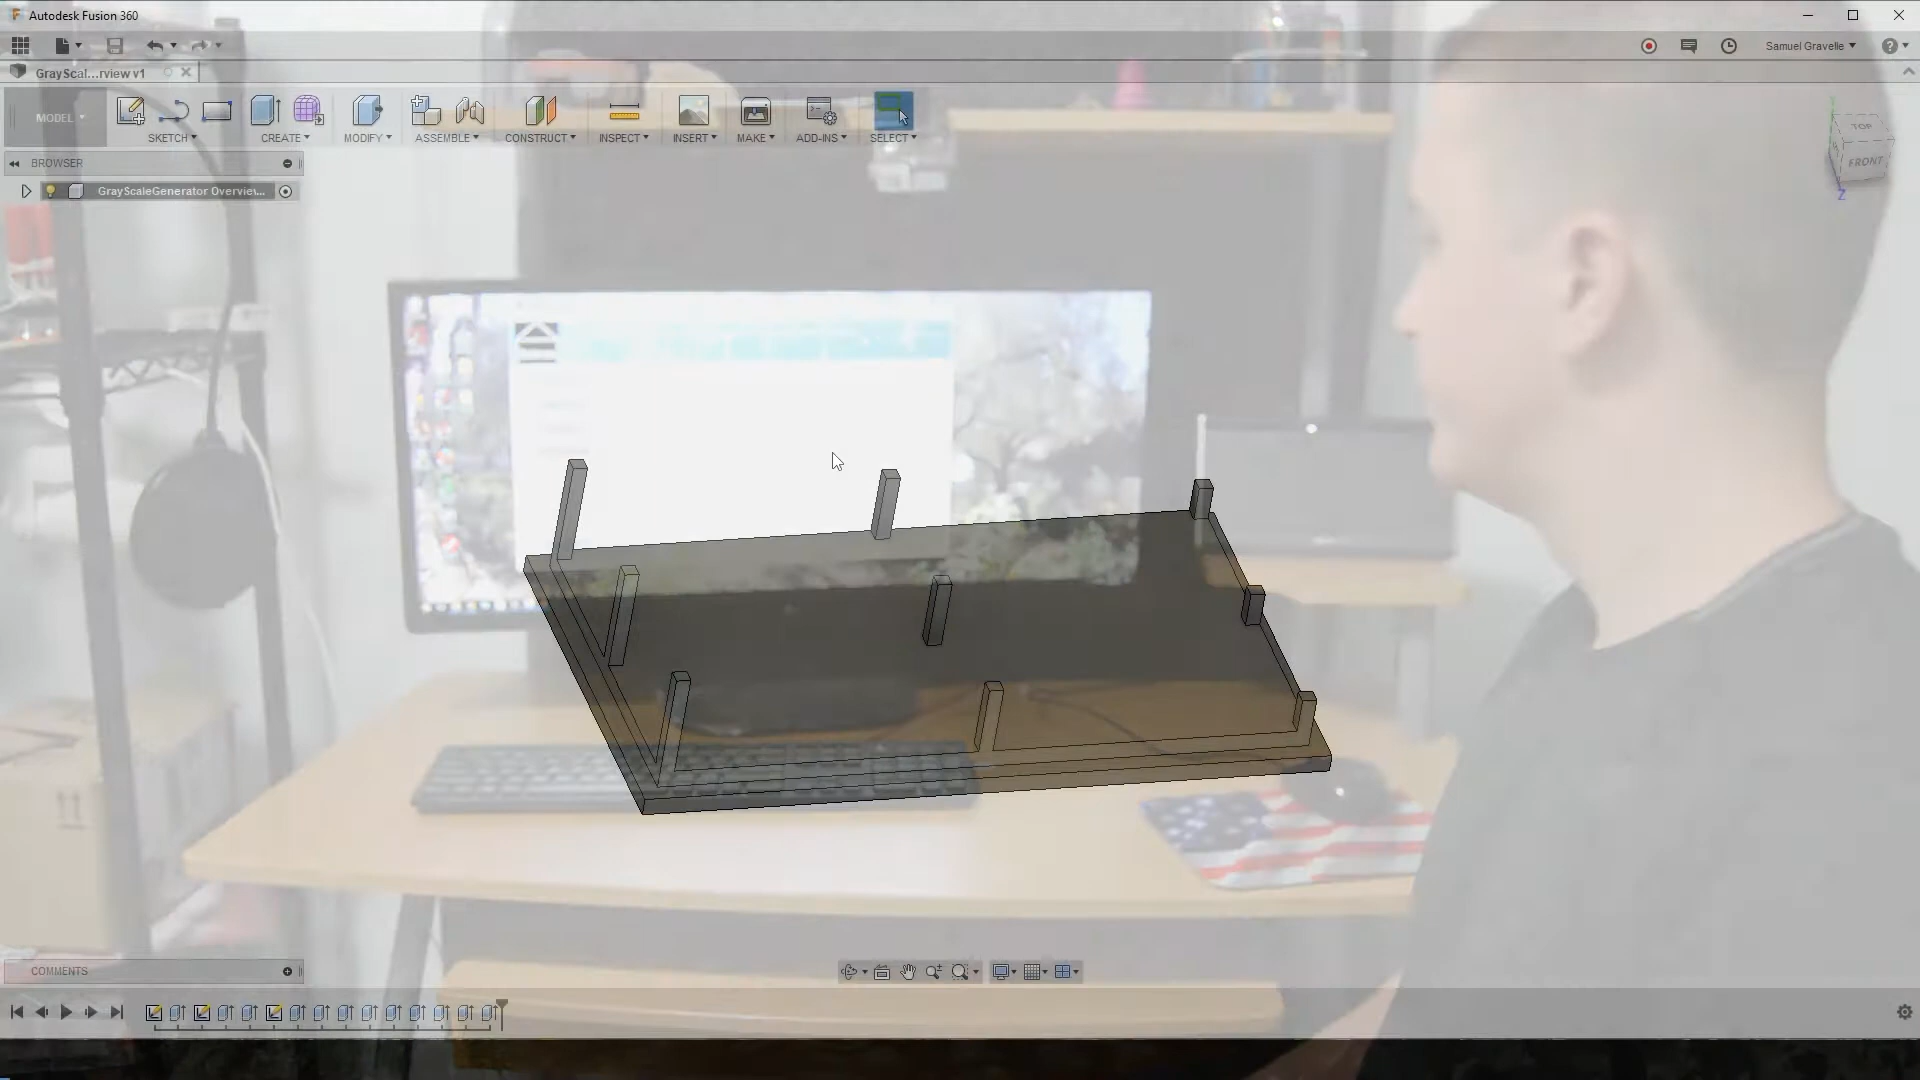 Autodesk Fusion 360
Samuel Gravelle
GrayScal...rview v1
MODEL
SKETCH
CREATE
MODIFY
ASSEMBLE
CONSTRUCT
INSPECT
INSERT
MAKE
ADD-INS
SELECT
BROWSER
GrayScaleGenerator Overvie...
TOP
FRONT
Z
COMMENTS